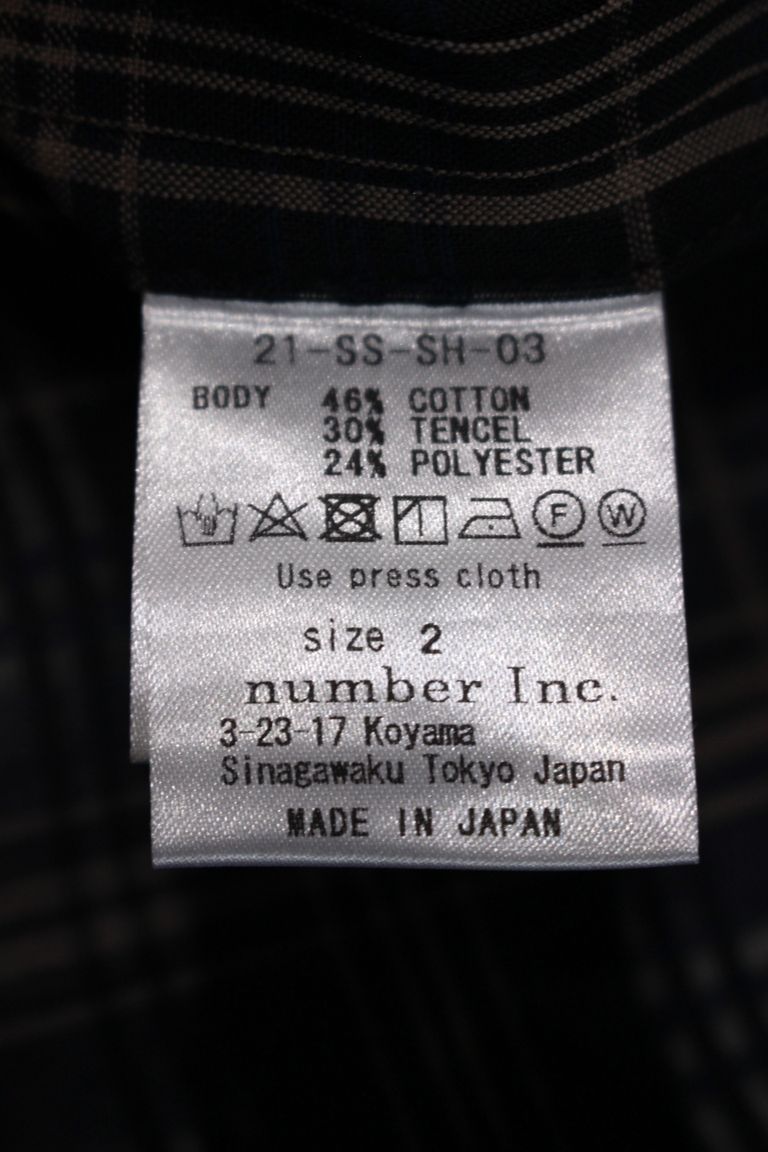 21-SS-SH-03
BODY 46% COTTON
30% TENCEL
24% POLYESTER
F W
Use press cloth
size 2
number Inc.
3-23-17 Koyama
Sinagawaku Tokyo Japan
MADE IN JAPAN